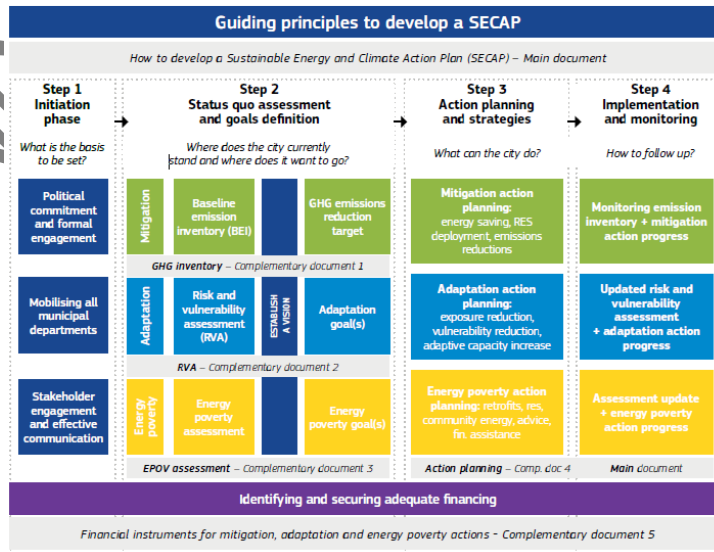 Guiding principles to develop a SECAP
How to develop a Sustainable Energy and Climate Action Plan (SECAP) – Main document
Step 1
Initiation
phase
What is the basis
to be set?
Political
commitment
and formal
engagement
Mobilising all
municipal
departments
Stakeholder
engagement
and effective
communication
Step 2
Status quo assessment
and goals definition
Where does the city currently
stand and where does it want to go?
Mitigation
Baseline
emission
inventory (BEI)
GHG emissions
reduction
target
GHG inventory – Complementary document 1
Adaptation
Risk and
vulnerability
assessment
(RVA)
ESTABLISH
A VISION
Adaptation
goal(s)
RVA – Complementary document 2
Energy
poverty
Energy
poverty
assessment
Energy
poverty goal(s)
EPOV assessment – Complementary document 3
Step 3
Action planning
and strategies
What can the city do?
Mitigation action
planning:
energy saving, RES
deployment, emissions
reductions
Adaptation action
planning:
exposure reduction,
vulnerability reduction,
adaptive capacity increase
Energy poverty action
planning: retrofits, res,
community energy, advice,
fin. assistance
Action planning – Comp. doc 4
Step 4
Implementation
and monitoring
How to follow up?
Monitoring emission
inventory + mitigation
action progress
Updated risk and
vulnerability
assessment
+ adaptation action
progress
Assessment update
+ energy poverty
action progress
Main document
Identifying and securing adequate financing
Financial instruments for mitigation, adaptation and energy poverty actions - Complementary document 5